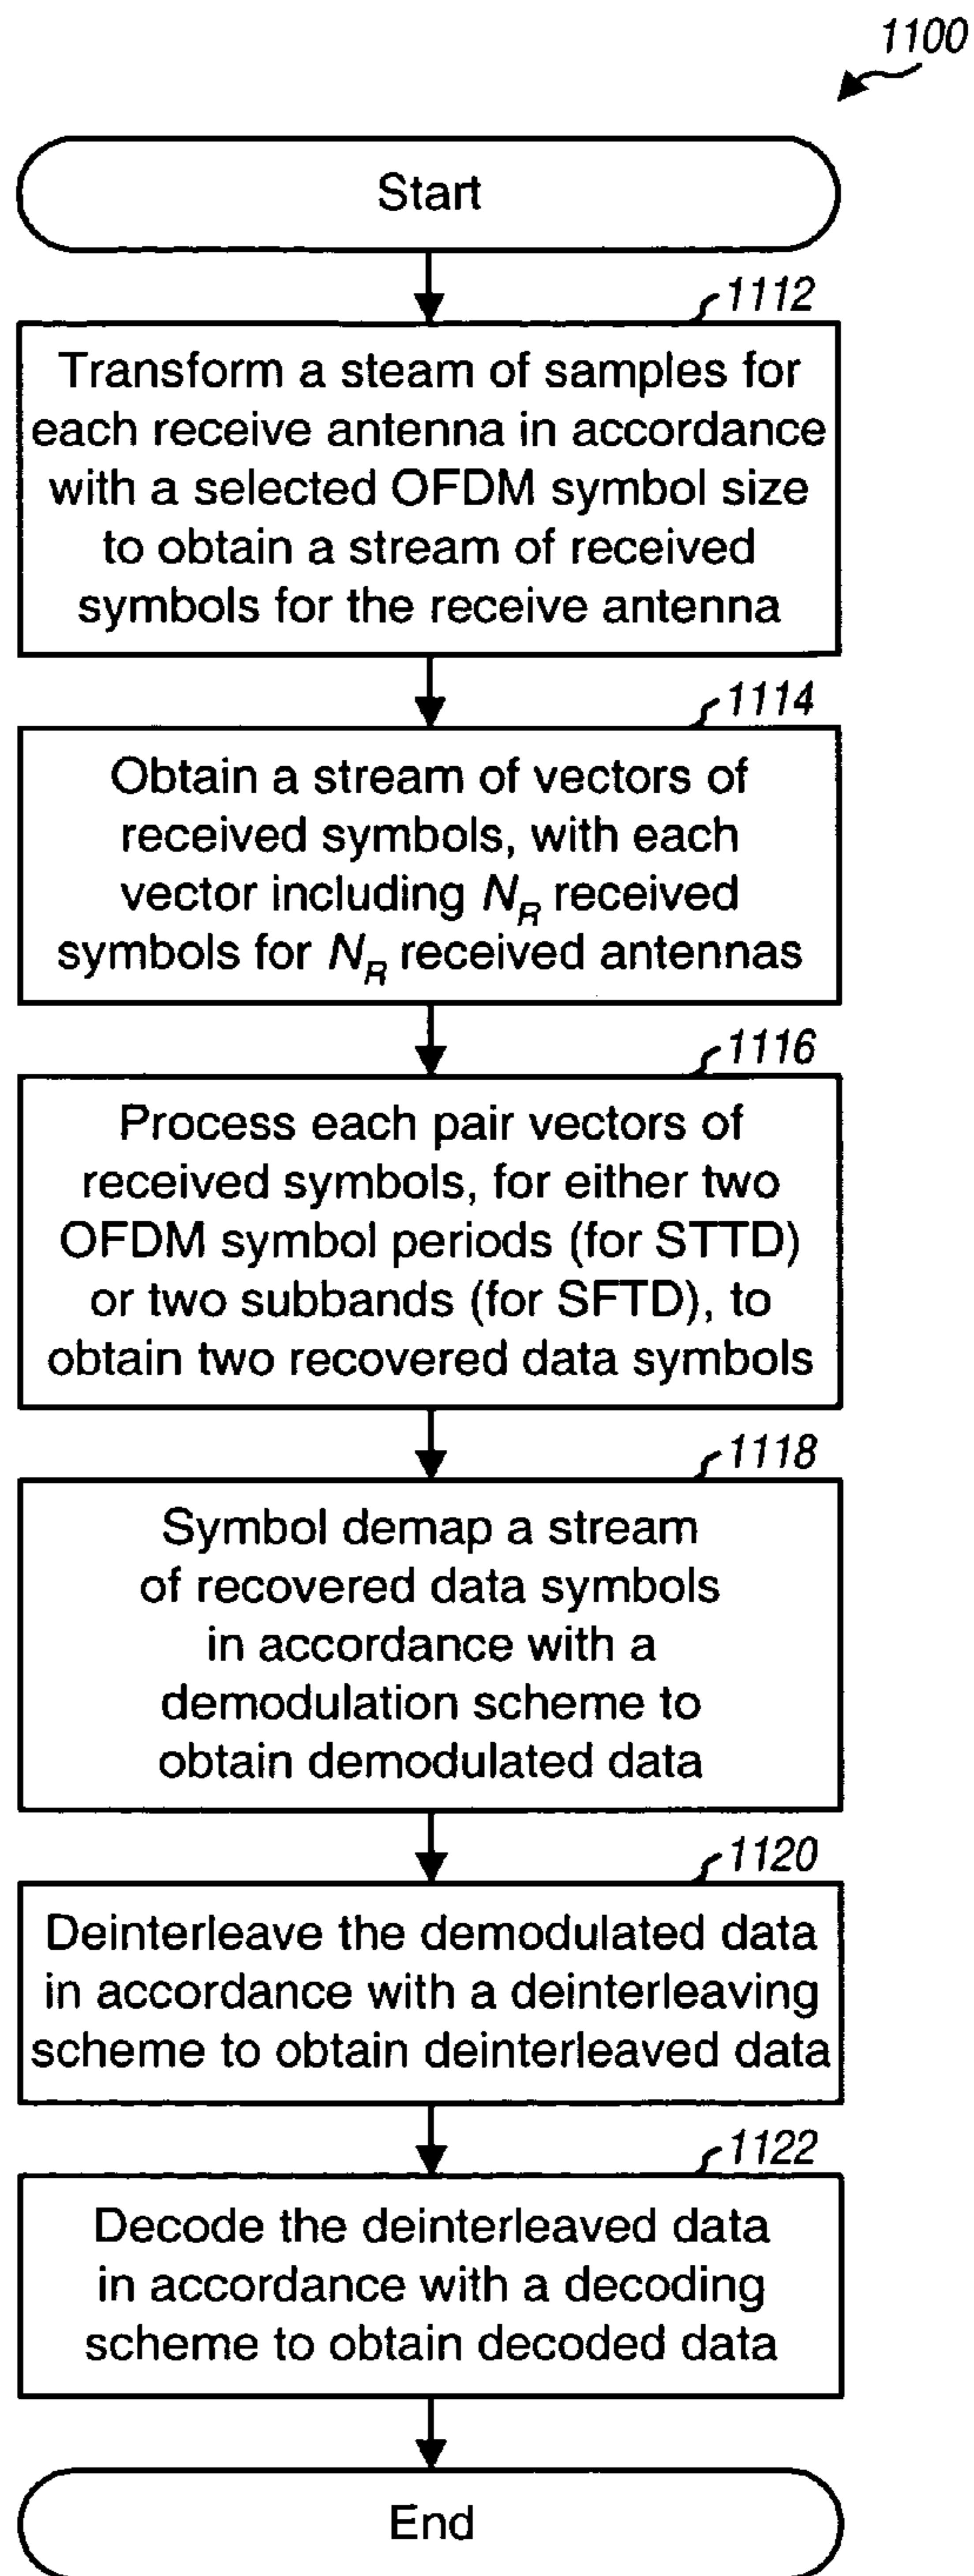 1100
Start
1112
Transform a steam of samples for
each receive antenna in accordance
with a selected OFDM symbol size
to obtain a stream of received
symbols for the receive antenna
1114
Obtain a stream of vectors of
received symbols, with each
vector including N_R received
symbols for N_R received antennas
1116
Process each pair vectors of
received symbols, for either two
OFDM symbol periods (for STTD)
or two subbands (for SFTD), to
obtain two recovered data symbols
1118
Symbol demap a stream
of recovered data symbols
in accordance with a
demodulation scheme to
obtain demodulated data
1120
Deinterleave the demodulated data
in accordance with a deinterleaving
scheme to obtain deinterleaved data
1122
Decode the deinterleaved data
in accordance with a decoding
scheme to obtain decoded data
End